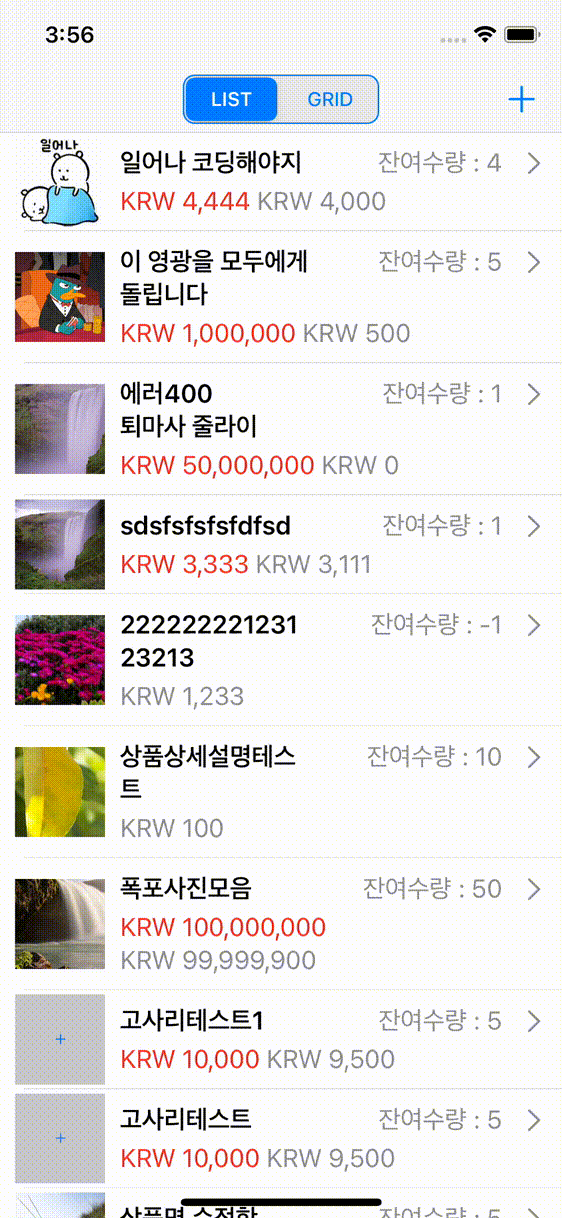 3:56
LIST GRID +
일어나
일어나 코딩해야지 잔여수량 : 4
KRW 4,444 KRW 4,000
이 영광을 모두에게 잔여수량 : 5
돌립니다
KRW 1,000,000 KRW 500
에러400 잔여수량 : 1
퇴마사 줄라이
KRW 50,000,000 KRW 0
sdsfsfsfsfdfsd 잔여수량 : 1
KRW 3,333 KRW 3,111
222222221231 잔여수량 : -1
23213
KRW 1,233
상품상세설명테스 잔여수량 : 10
트
KRW 100
폭포사진모음 잔여수량 : 50
KRW 100,000,000
KRW 99,999,900
고사리테스트1 잔여수량 : 5
KRW 10,000 KRW 9,500
고사리테스트 잔여수량 : 5
KRW 10,000 KRW 9,500
상품명 수정한 잔여수량 : 5